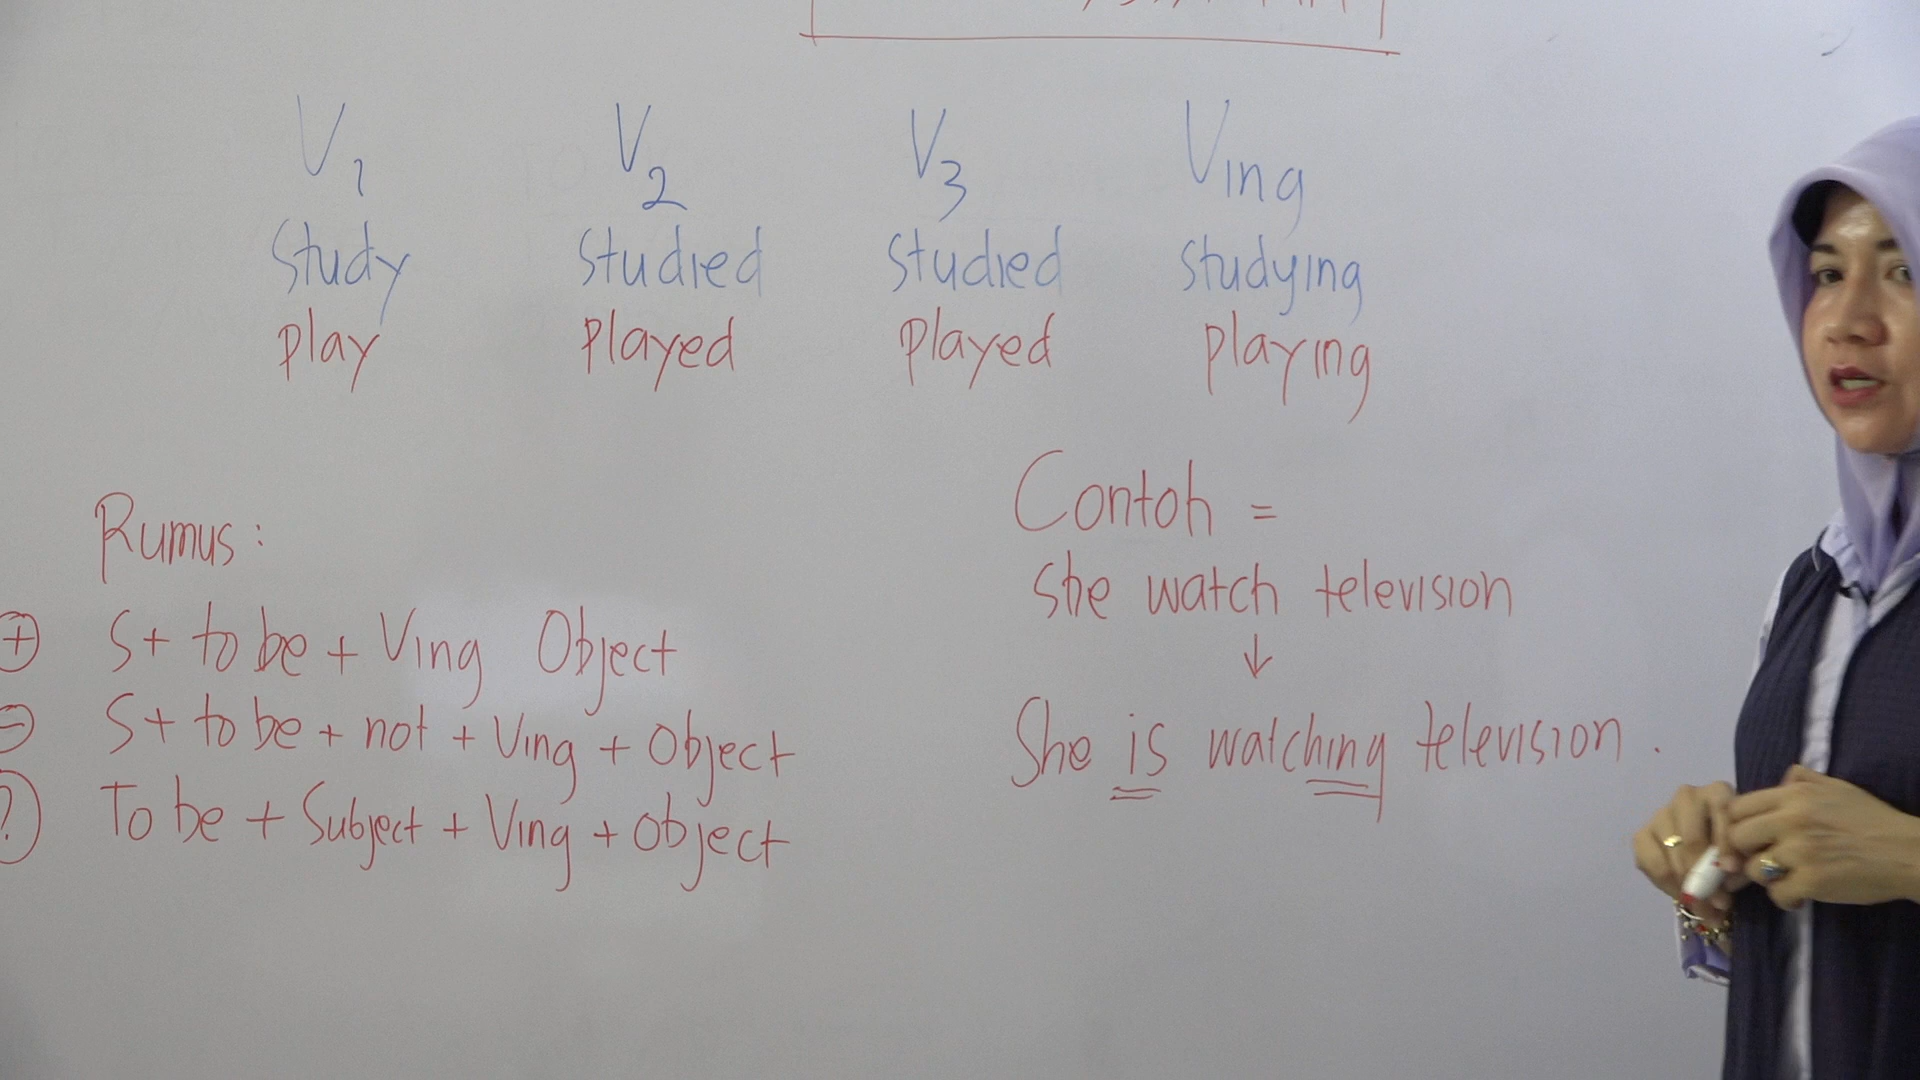 V1 V2 V3 Ving
Study Studied Studied Studying
play played played playing
Rumus:
(+) S + to be + Ving Object
(-) S + to be + not + Ving + Object
(?) To be + Subject + Ving + Object
Contoh =
She watch television
↓
She is watching television.